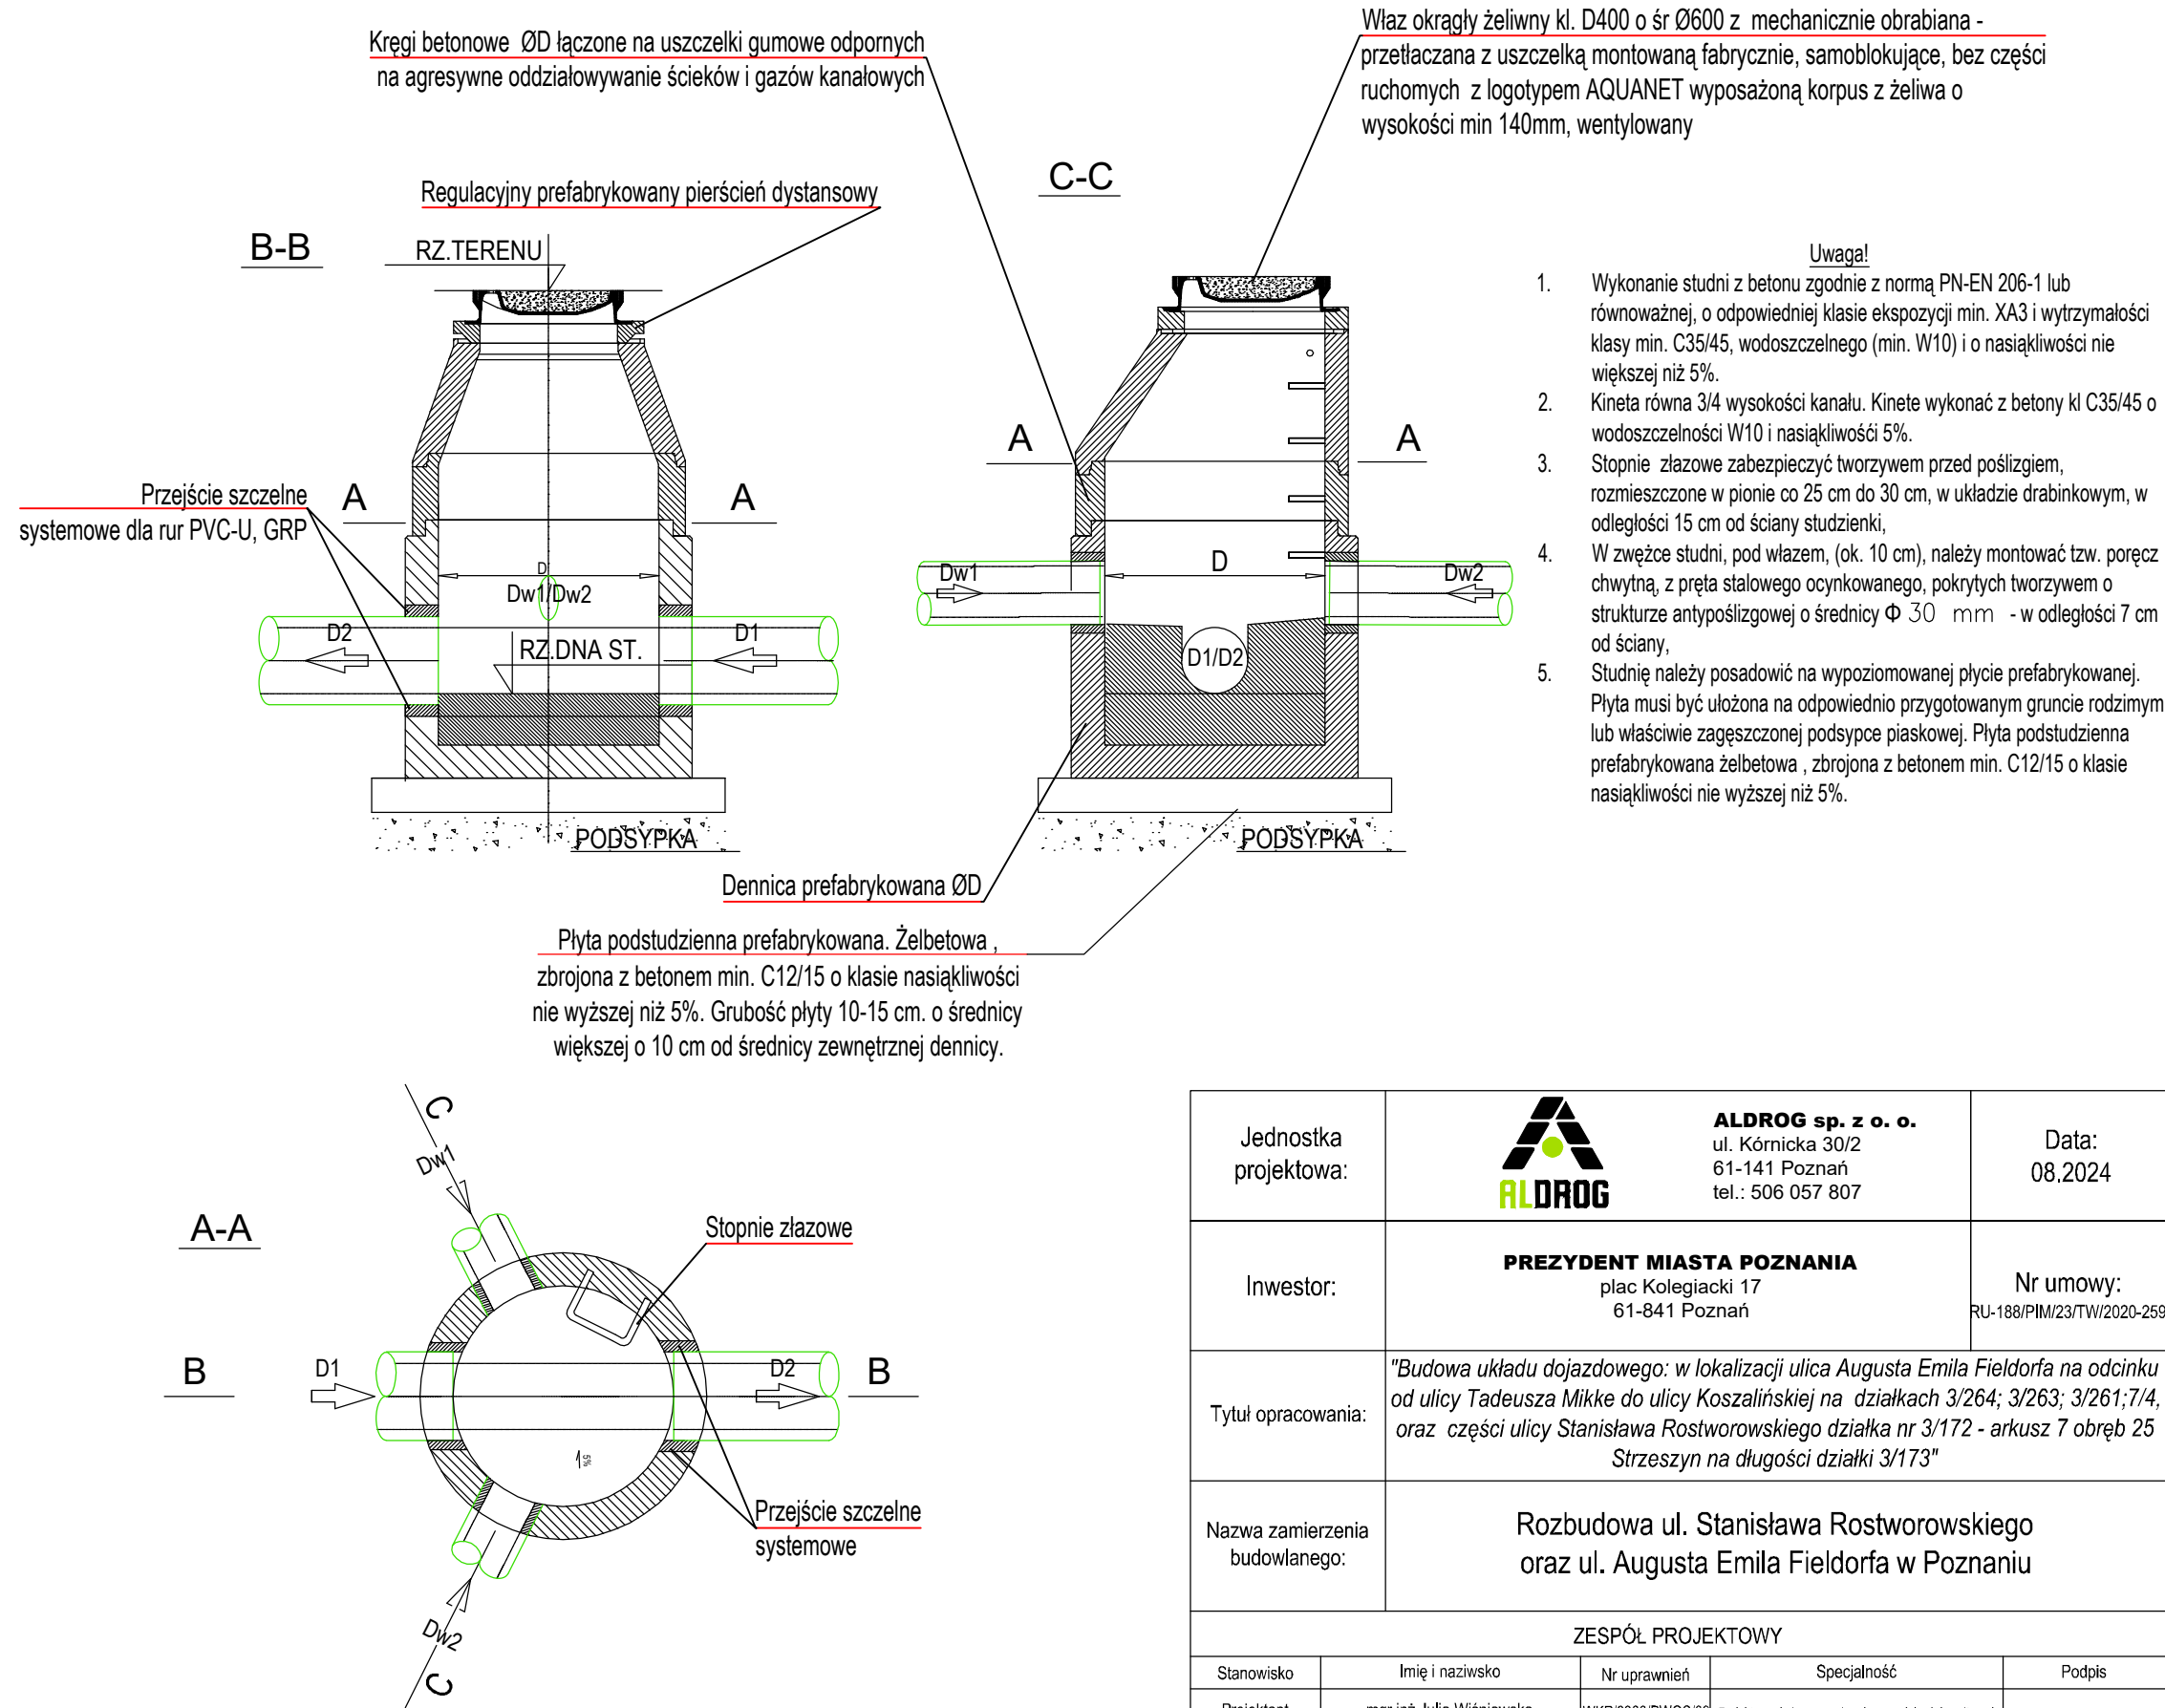 Kręgi betonowe ØD łączone na uszczelki gumowe odpornych
na agresywne oddziaływywanie ścieków i gazów kanałowych
Właz okrągły żeliwny kl. D400 o śr Ø600 z mechanicznie obrabiana -
przetłaczana z uszczelką montowaną fabrycznie, samoblokujące, bez części
ruchomych z logotypem AQUANET wyposażoną korpus z żeliwa o
wysokości min 140mm, wentylowany
Regulacyjny prefabrykowany pierścień dystansowy
C-C
B-B
RZ.TERENU
Uwaga!
1. Wykonanie studni z betonu zgodnie z normą PN-EN 206-1 lub
równoważnej, o odpowiedniej klasie ekspozycji min. XA3 i wytrzymałości
klasy min. C35/45, wodoszczelnego (min. W10) i o nasiąkliwości nie
większej niż 5%.
2. Kineta równa 3/4 wysokości kanału. Kinete wykonać z betony kl C35/45 o
wodoszczelności W10 i nasiąkliwośći 5%.
3. Stopnie złazowe zabezpieczyć tworzywem przed poślizgiem,
rozmieszczone w pionie co 25 cm do 30 cm, w układzie drabinkowym, w
odległości 15 cm od ściany studzienki,
4. W zwężce studni, pod włazem, (ok. 10 cm), należy montować tzw. poręcz
chwytną, z pręta stalowego ocynkowanego, pokrytych tworzywem o
strukturze antypoślizgowej o średnicy Φ 30 mm - w odległości 7 cm
od ściany,
5. Studnię należy posadowić na wypoziomowanej płycie prefabrykowanej.
Płyta musi być ułożona na odpowiednio przygotowanym gruncie rodzimym
lub właściwie zagęszczonej podsypce piaskowej. Płyta podstudzienna
prefabrykowana żelbetowa , zbrojona z betonem min. C12/15 o klasie
nasiąkliwości nie wyższej niż 5%.
Przejście szczelne
systemowe dla rur PVC-U, GRP
A
A
A
A
D
Dw1/Dw2
D2
D1
RZ.DNA ST.
Dw1
D
Dw2
D1/D2
PODSYPKA
PODSYPKA
Dennica prefabrykowana ØD
Płyta podstudzienna prefabrykowana. Żelbetowa ,
zbrojona z betonem min. C12/15 o klasie nasiąkliwości
nie wyższej niż 5%. Grubość płyty 10-15 cm. o średnicy
większej o 10 cm od średnicy zewnętrznej dennicy.
C
Dw1
A-A
Stopnie złazowe
B
D1
D2
B
5%
Przejście szczelne
systemowe
Dw2
C
Jednostka
projektowa:
ALDROG
ALDROG sp. z o. o.
ul. Kórnicka 30/2
61-141 Poznań
tel.: 506 057 807
Data:
08.2024
Inwestor:
PREZYDENT MIASTA POZNANIA
plac Kolegiacki 17
61-841 Poznań
Nr umowy:
RU-188/PIM/23/TW/2020-259
Tytuł opracowania:
"Budowa układu dojazdowego: w lokalizacji ulica Augusta Emila Fieldorfa na odcinku
od ulicy Tadeusza Mikke do ulicy Koszalińskiej na działkach 3/264; 3/263; 3/261;7/4,
oraz części ulicy Stanisława Rostworowskiego działka nr 3/172 - arkusz 7 obręb 25
Strzeszyn na długości działki 3/173"
Nazwa zamierzenia
budowlanego:
Rozbudowa ul. Stanisława Rostworowskiego
oraz ul. Augusta Emila Fieldorfa w Poznaniu
ZESPÓŁ PROJEKTOWY
Stanowisko
Imię i naziwsko
Nr uprawnień
Specjalność
Podpis
Projektant
mgr inż. Julia Wiśniewska